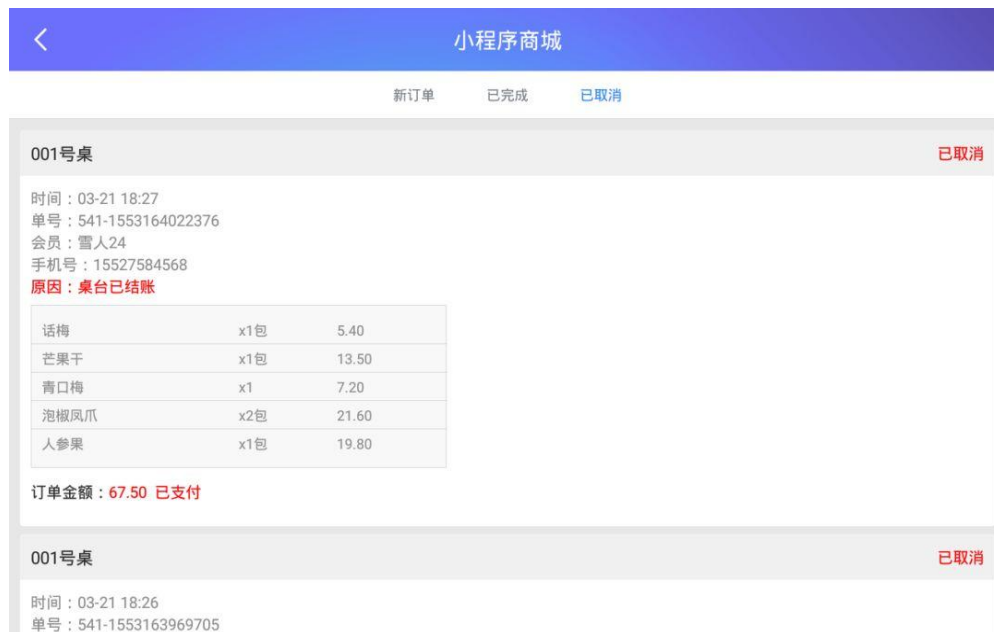 小程序商城
新订单 已完成 已取消
001号桌 已取消
时间：03-21 18:27
单号：541-1553164022376
会员：雪人24
手机号：15527584568
原因：桌台已结账
话梅 x1包 5.40
芒果干 x1包 13.50
青口梅 x1 7.20
泡椒凤爪 x2包 21.60
人参果 x1包 19.80
订单金额：67.50 已支付
001号桌 已取消
时间：03-21 18:26
单号：541-1553163969705